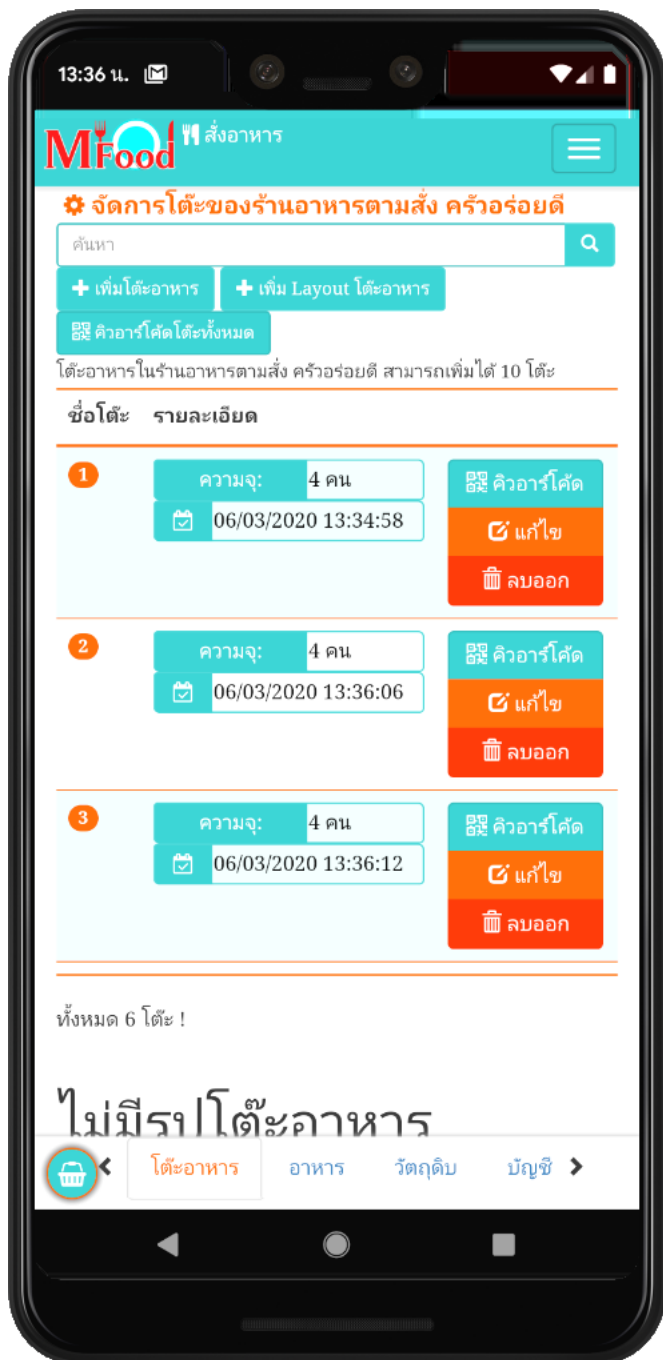 13:36 น.
MFood สั่งอาหาร
จัดการโต๊ะของร้านอาหารตามสั่ง ครัวอร่อยดี
ค้นหา
เพิ่มโต๊ะอาหาร เพิ่ม Layout โต๊ะอาหาร
คิวอาร์โค้ดโต๊ะทั้งหมด
โต๊ะอาหารในร้านอาหารตามสั่ง ครัวอร่อยดี สามารถเพิ่มได้ 10 โต๊ะ
ชื่อโต๊ะ รายละเอียด
1 ความจุ: 4 คน คิวอาร์โค้ด
06/03/2020 13:34:58 แก้ไข
ลบออก
2 ความจุ: 4 คน คิวอาร์โค้ด
06/03/2020 13:36:06 แก้ไข
ลบออก
3 ความจุ: 4 คน คิวอาร์โค้ด
06/03/2020 13:36:12 แก้ไข
ลบออก
ทั้งหมด 6 โต๊ะ !
ไม่มีรูปโต๊ะอาหาร
โต๊ะอาหาร อาหาร วัตถุดิบ บัญชี